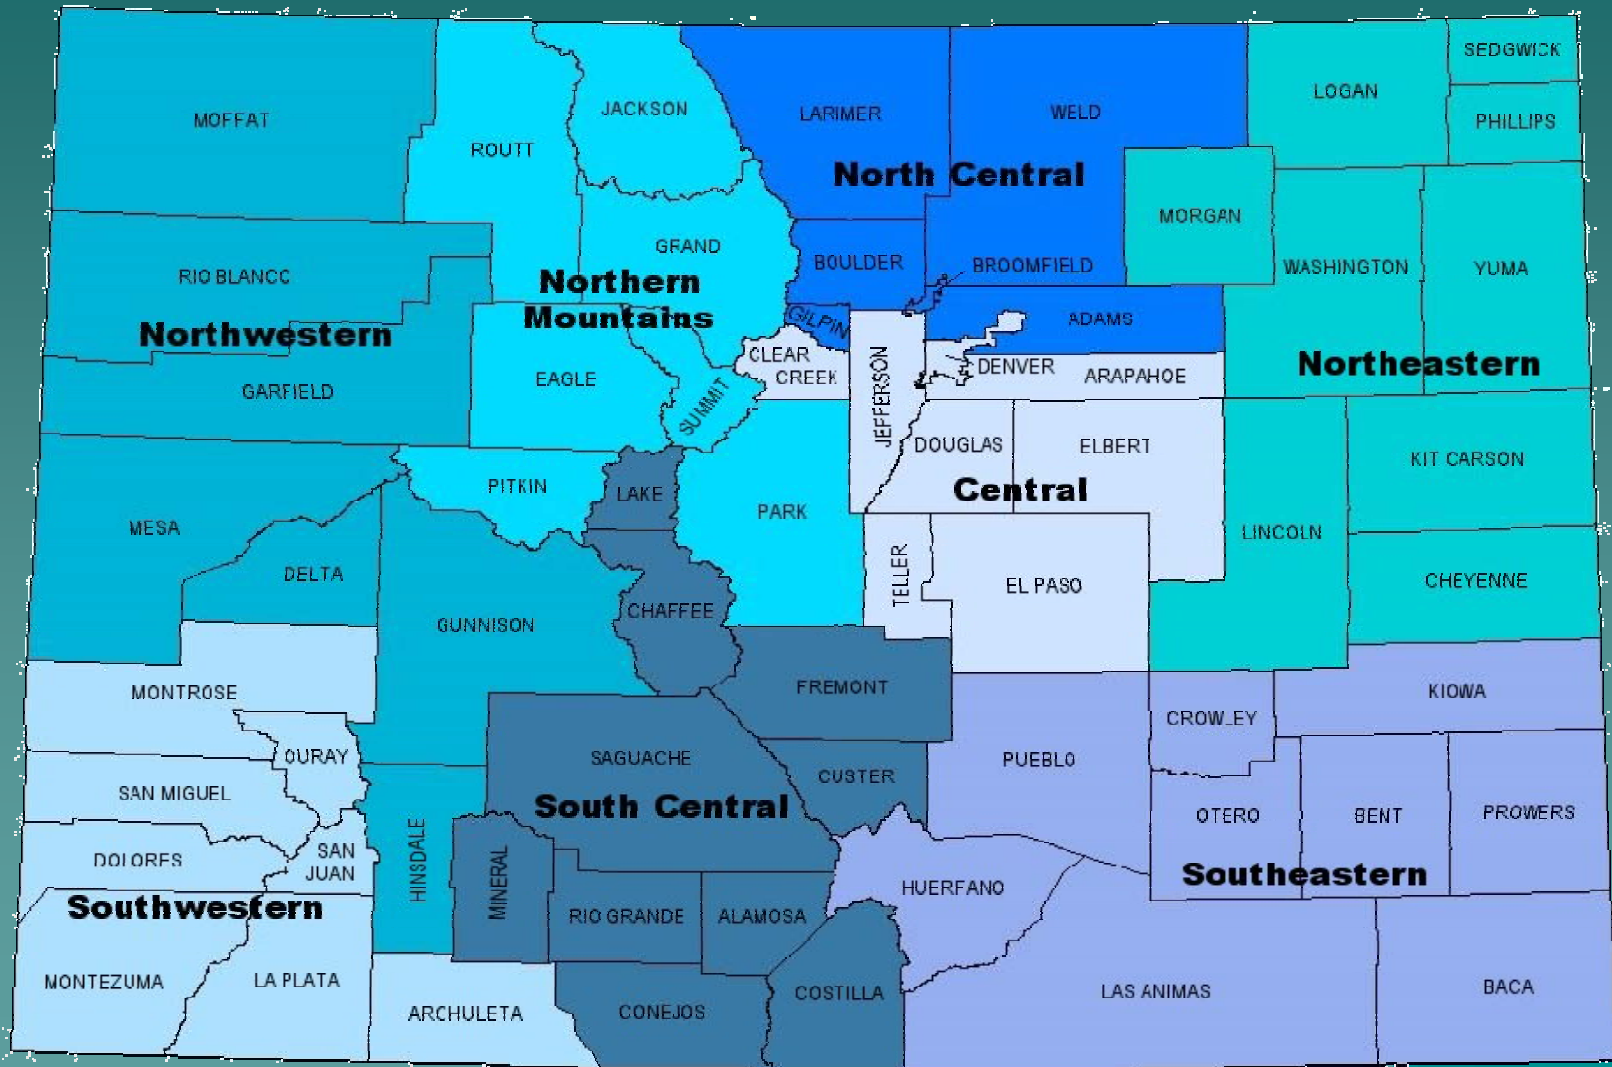 SEDGWICK
LOGAN
JACKSON
LARIMER
WELD
MOFFAT
PHILLIPS
ROUTT
North Central
MORGAN
GRAND
RIO BLANCO
BOULDER
BROOMFIELD
WASHINGTON
YUMA
Northern
Mountains
Northwestern
GILPIN
ADAMS
CLEAR
CREEK
DENVER
ARAPAHOE
Northeastern
GARFIELD
EAGLE
SUMMIT
JEFFERSON
DOUGLAS
ELBERT
KIT CARSON
PITKIN
LAKE
Central
PARK
MESA
LINCOLN
DELTA
TELLER
EL PASO
CHEYENNE
GUNNISON
CHAFFEE
MONTROSE
FREMONT
KIOWA
CROWLEY
OURAY
SAGUACHE
PUEBLO
CUSTER
SAN MIGUEL
South Central
OTERO
BENT
PROWERS
DOLORES
SAN
JUAN
HINSDALE
MINERAL
HUERFANO
Southeastern
Southwestern
RIO GRANDE
ALAMOSA
MONTEZUMA
LA PLATA
ARCHULETA
CONEJOS
COSTILLA
LAS ANIMAS
BACA